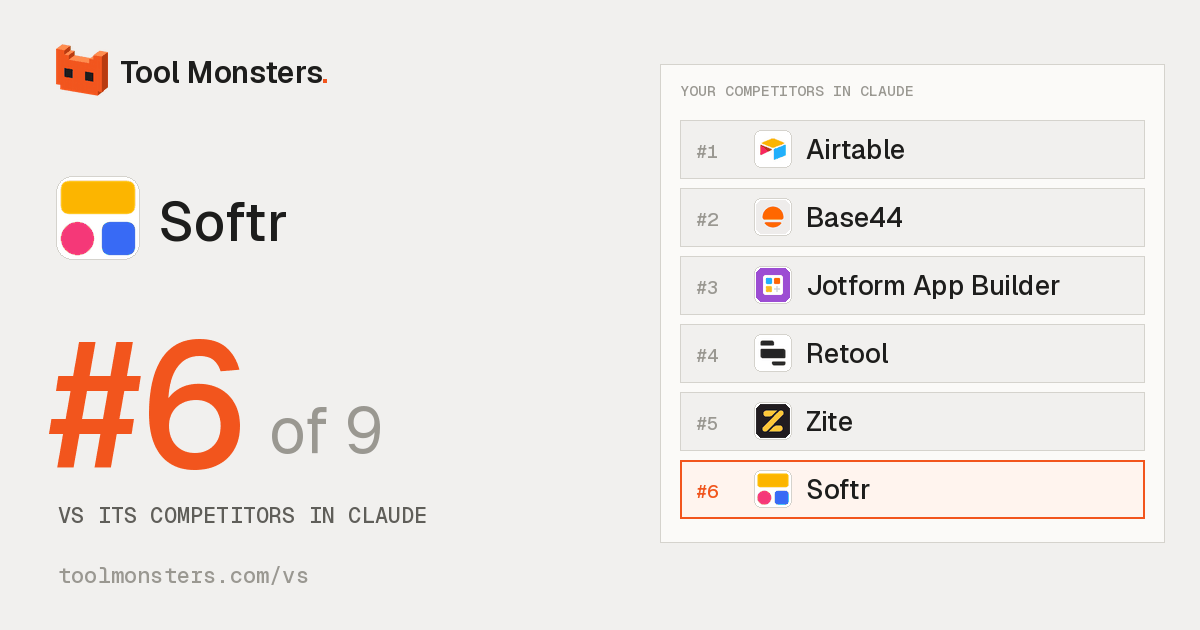 Tool Monsters.
Softr
#6 of 9
VS ITS COMPETITORS IN CLAUDE
toolmonsters.com/vs
YOUR COMPETITORS IN CLAUDE
#1 Airtable
#2 Base44
#3 Jotform App Builder
#4 Retool
#5 Zite
#6 Softr